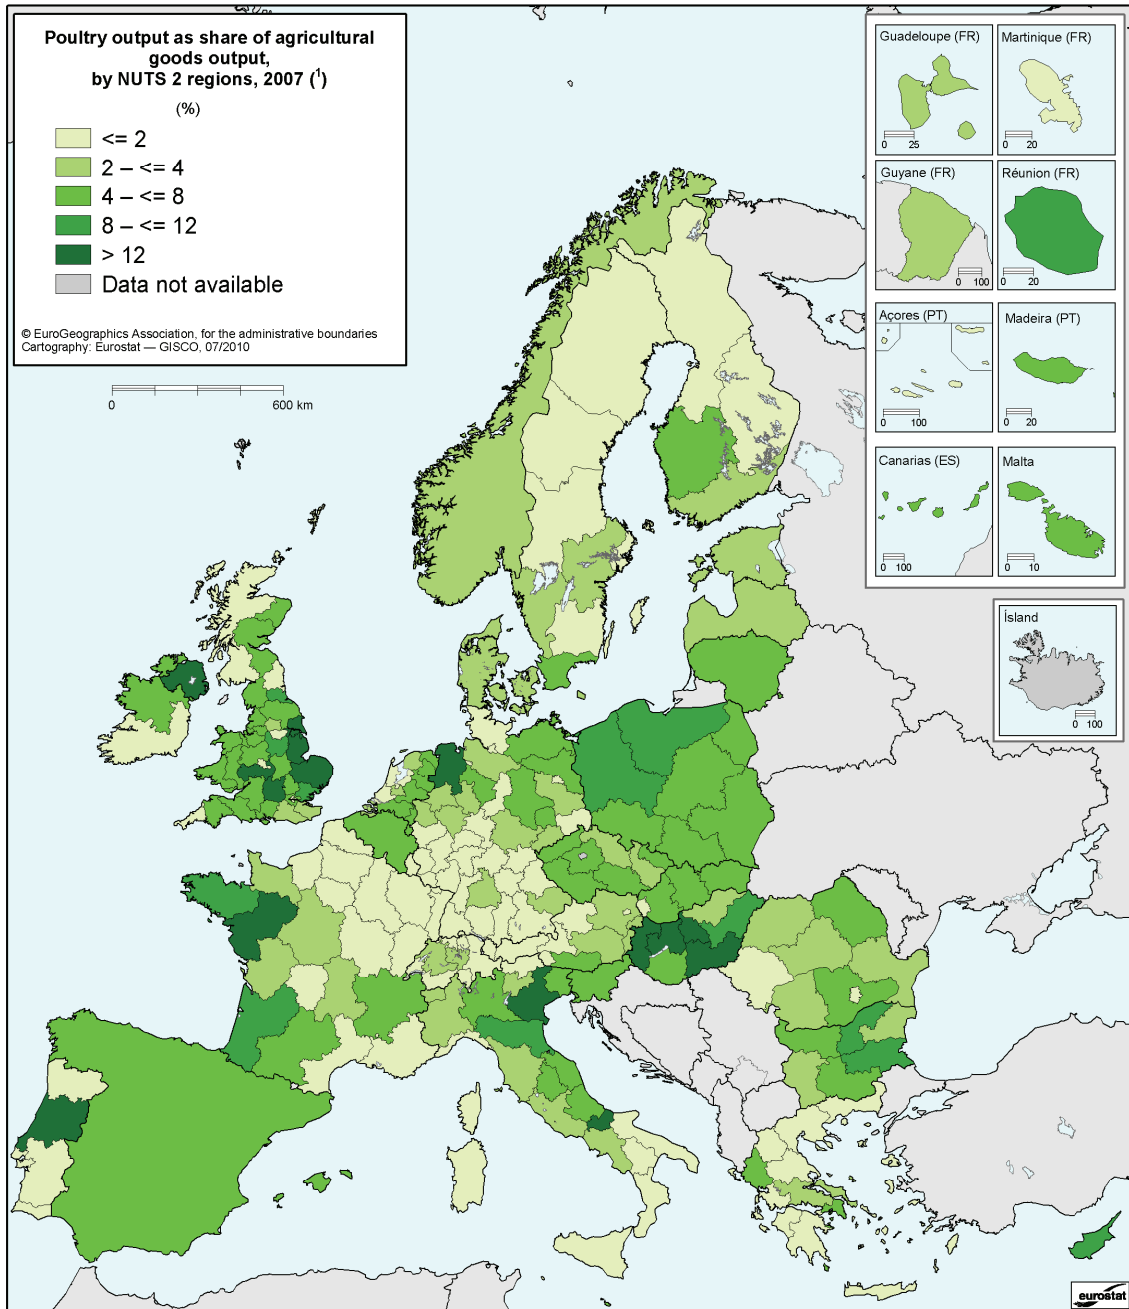 Poultry output as share of agricultural
goods output,
by NUTS 2 regions, 2007 (¹)
(%)
<= 2
2 – <= 4
4 – <= 8
8 – <= 12
> 12
Data not available
© EuroGeographics Association, for the administrative boundaries
Cartography: Eurostat — GISCO, 07/2010
0 600 km
Guadeloupe (FR)
0 25
Martinique (FR)
0 20
Guyane (FR)
0 100
Réunion (FR)
0 20
Açores (PT)
0 100
Madeira (PT)
0 20
Canarias (ES)
0 100
Malta
0 10
Ísland
0 100
eurostat